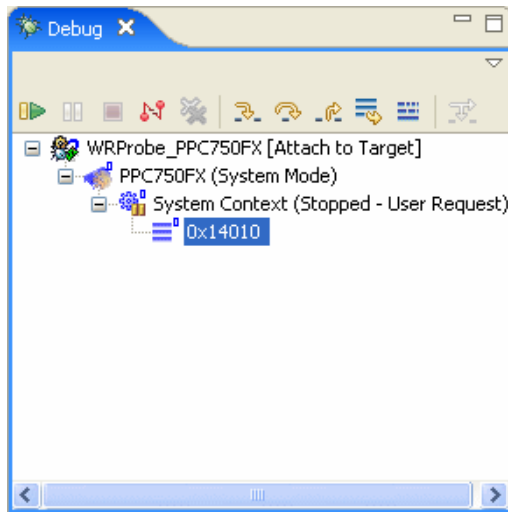 Debug
WRProbe_PPC750FX [Attach to Target]
PPC750FX (System Mode)
System Context (Stopped - User Request)
0x14010